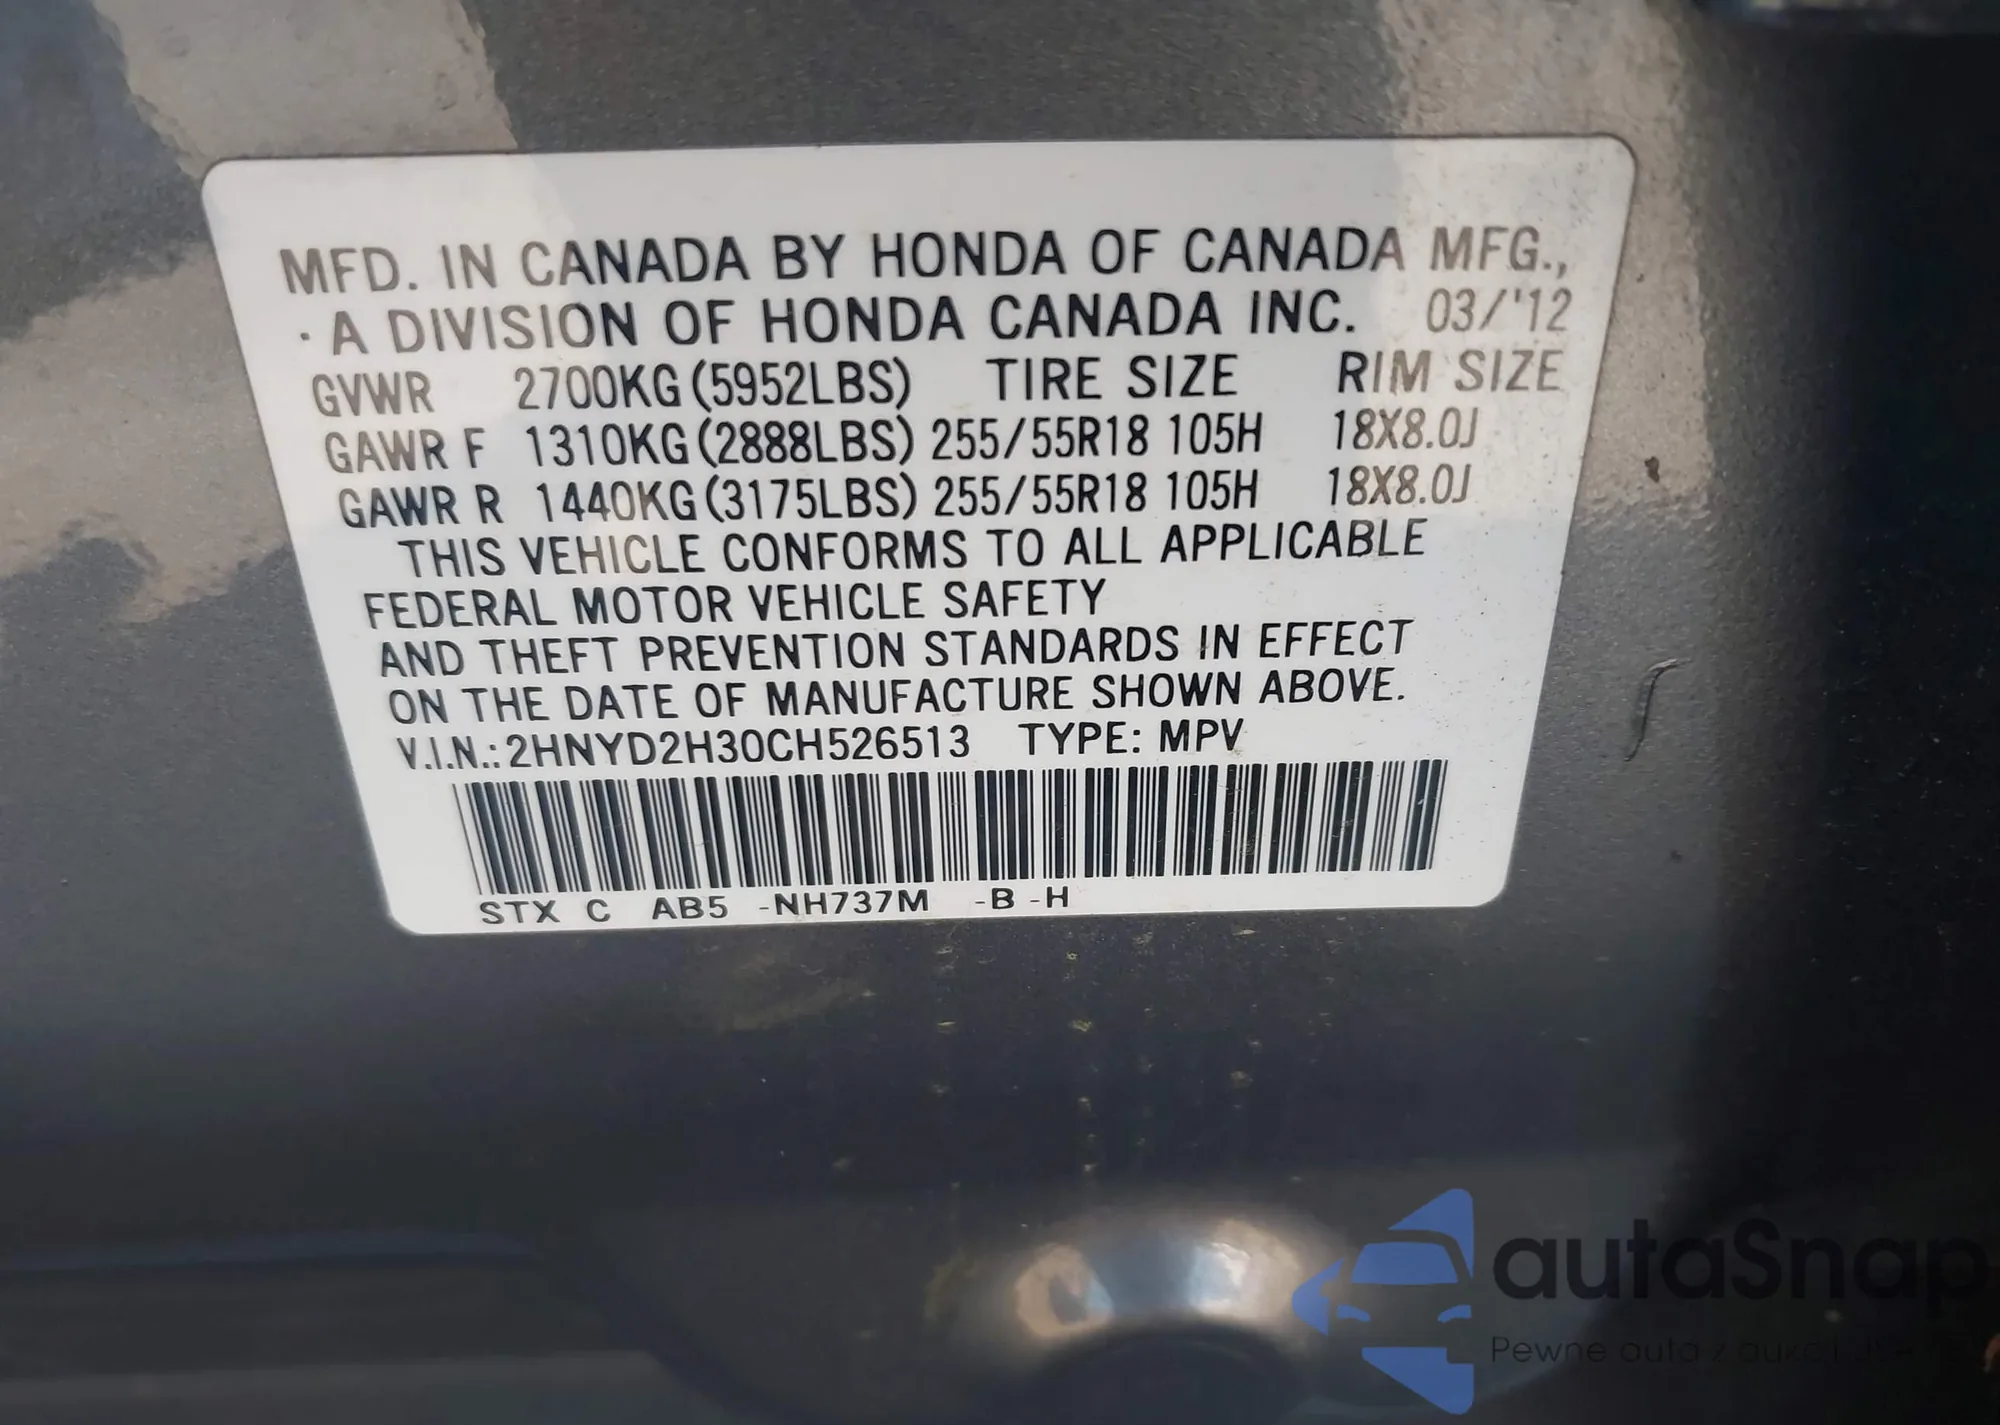 MFD. IN CANADA BY HONDA OF CANADA MFG.,
· A DIVISION OF HONDA CANADA INC. 03/'12
GVWR 2700KG (5952LBS) TIRE SIZE RIM SIZE
GAWR F 1310KG (2888LBS) 255/55R18 105H 18X8.0J
GAWR R 1440KG (3175LBS) 255/55R18 105H 18X8.0J
THIS VEHICLE CONFORMS TO ALL APPLICABLE
FEDERAL MOTOR VEHICLE SAFETY
AND THEFT PREVENTION STANDARDS IN EFFECT
ON THE DATE OF MANUFACTURE SHOWN ABOVE.
V.I.N.: 2HNYD2H30CH526513 TYPE: MPV
STX C AB5 -NH737M -B -H
autaSnap
Pewne auta z aukcji